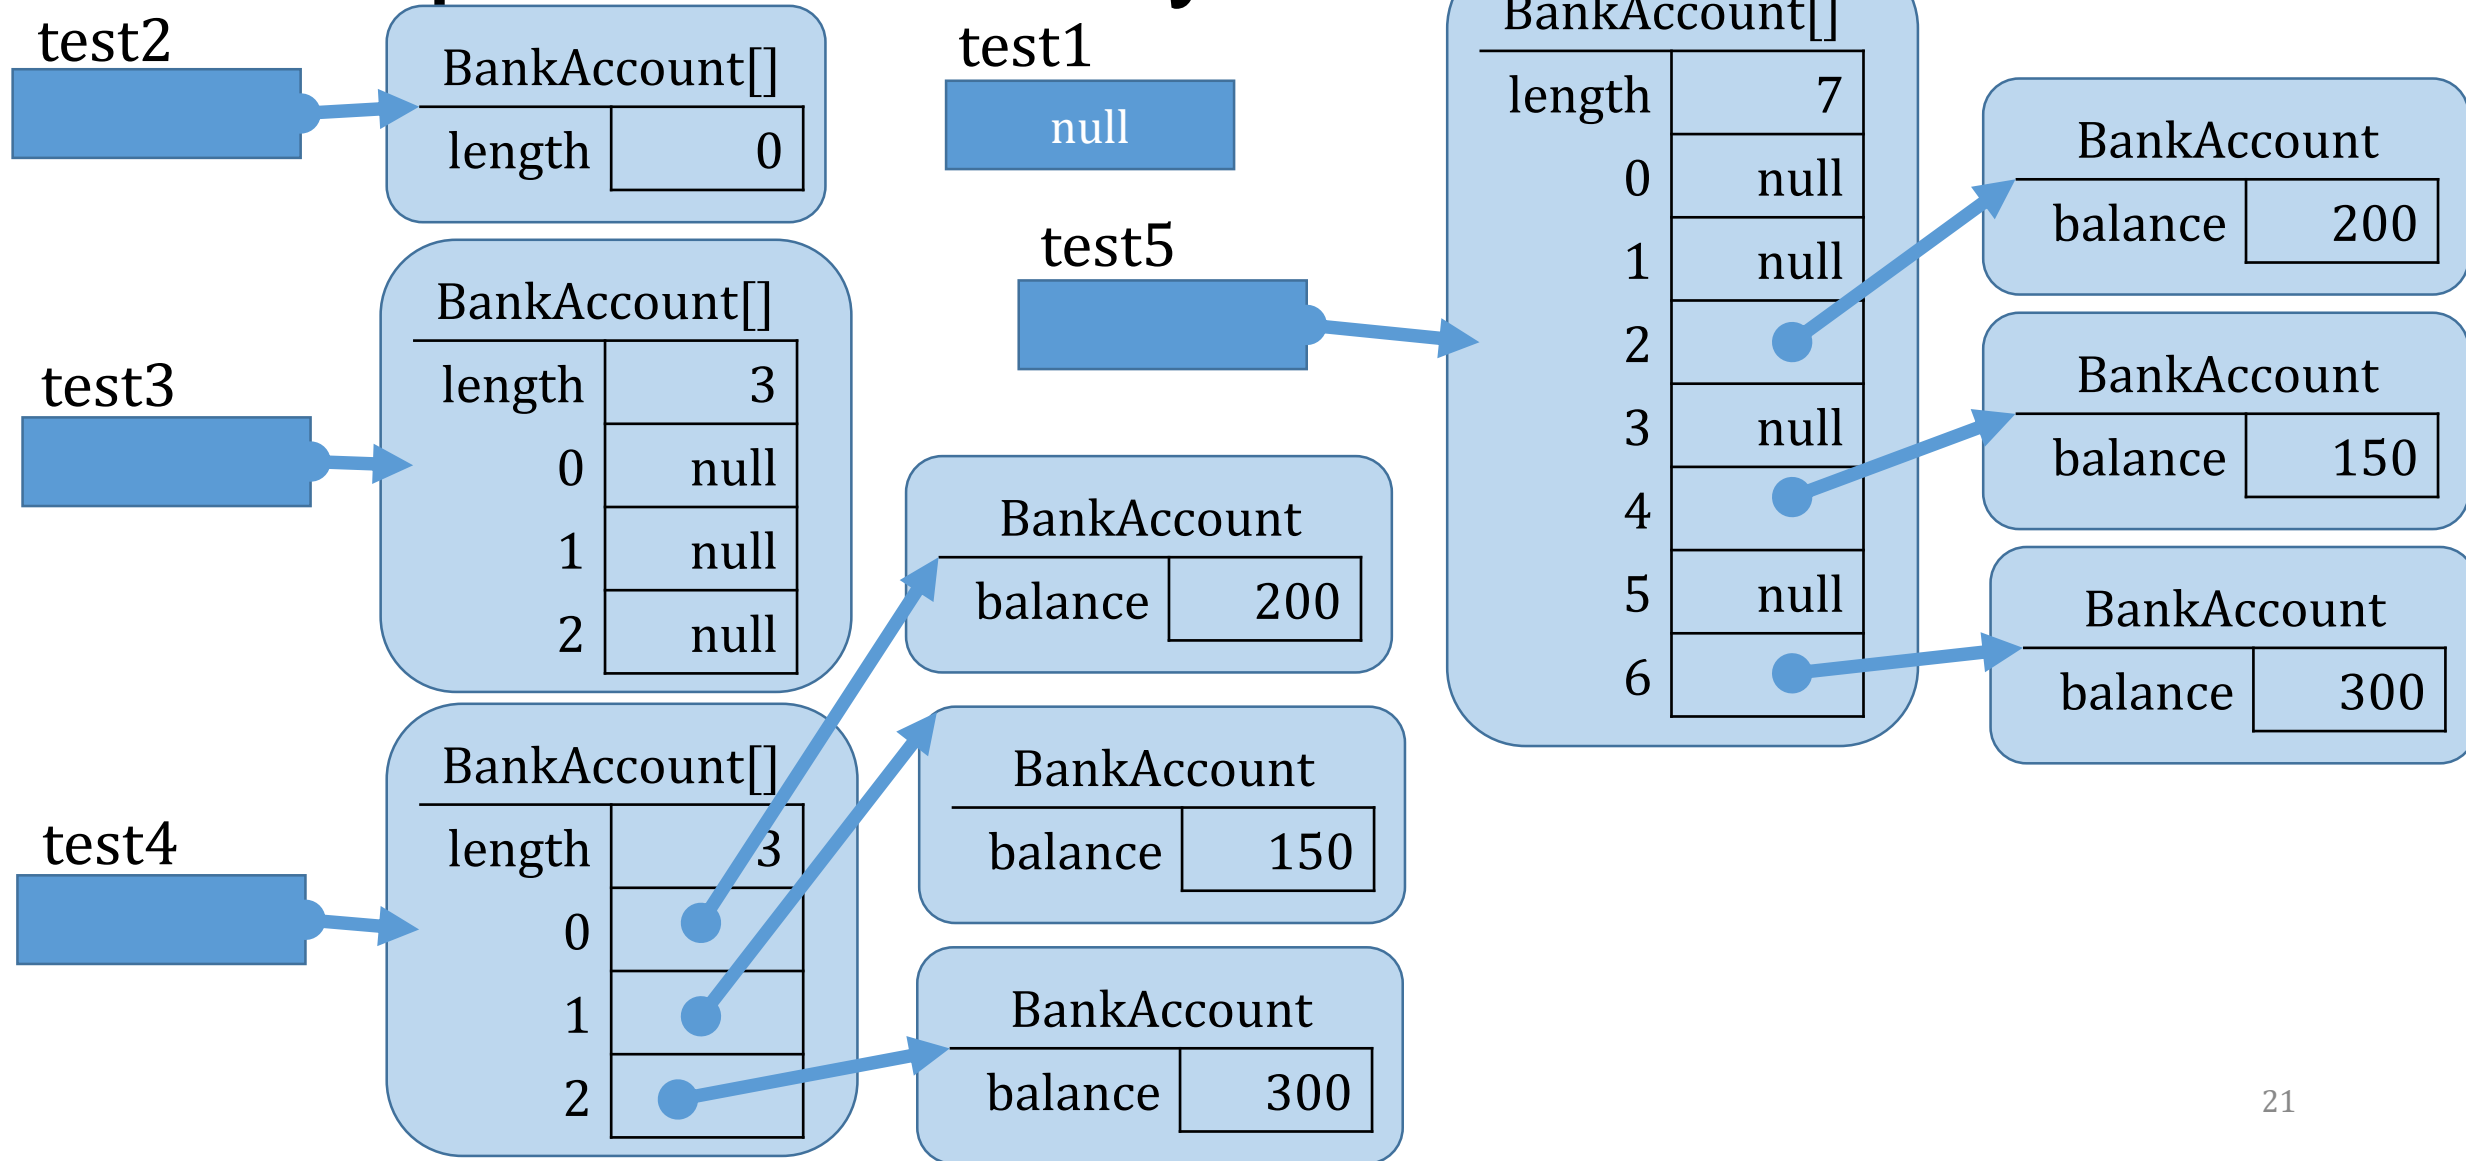 test2
BankAccount[]
length 0
test1
null
BankAccount[]
length 7
0 null
1 null
2
3 null
4
5 null
6
test5
BankAccount
balance 200
BankAccount
balance 150
BankAccount
balance 300
test3
BankAccount[]
length 3
0 null
1 null
2 null
test4
BankAccount[]
length 3
0
1
2
BankAccount
balance 200
BankAccount
balance 150
BankAccount
balance 300
21